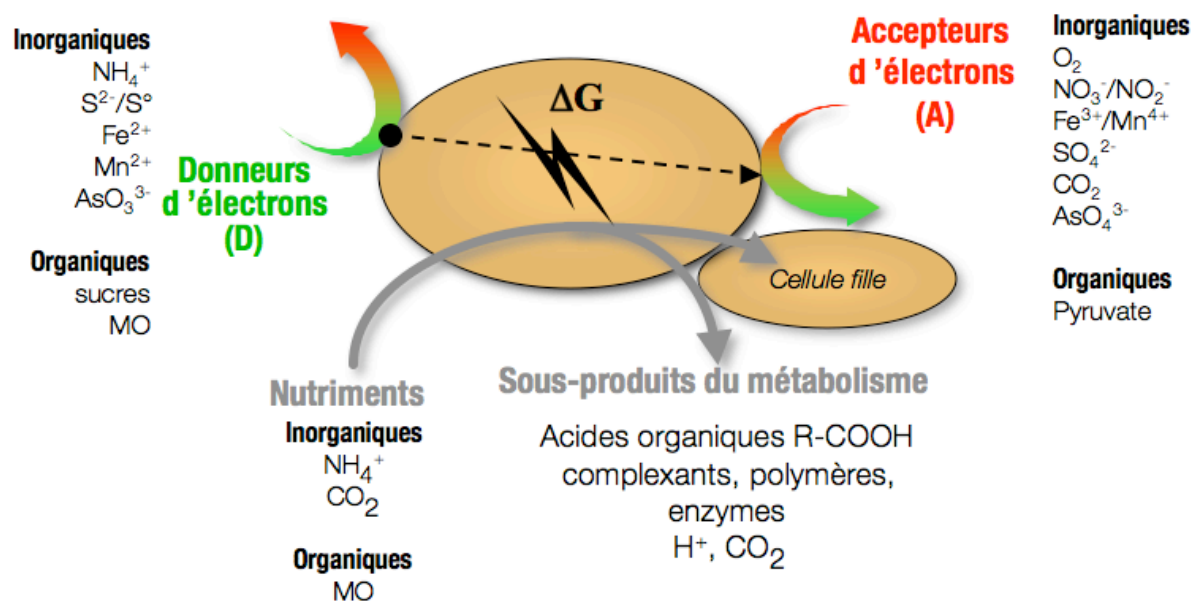 Inorganiques
NH₄⁺
S²⁻/S°
Fe²⁺
Mn²⁺
AsO₃³⁻
Organiques
sucres
MO
Donneurs
d ’électrons
(D)
ΔG
Accepteurs
d ’électrons
(A)
Inorganiques
O₂
NO₃⁻/NO₂⁻
Fe³⁺/Mn⁴⁺
SO₄²⁻
CO₂
AsO₄³⁻
Organiques
Pyruvate
Cellule fille
Nutriments
Inorganiques
NH₄⁺
CO₂
Organiques
MO
Sous-produits du métabolisme
Acides organiques R-COOH
complexants, polymères,
enzymes
H⁺, CO₂